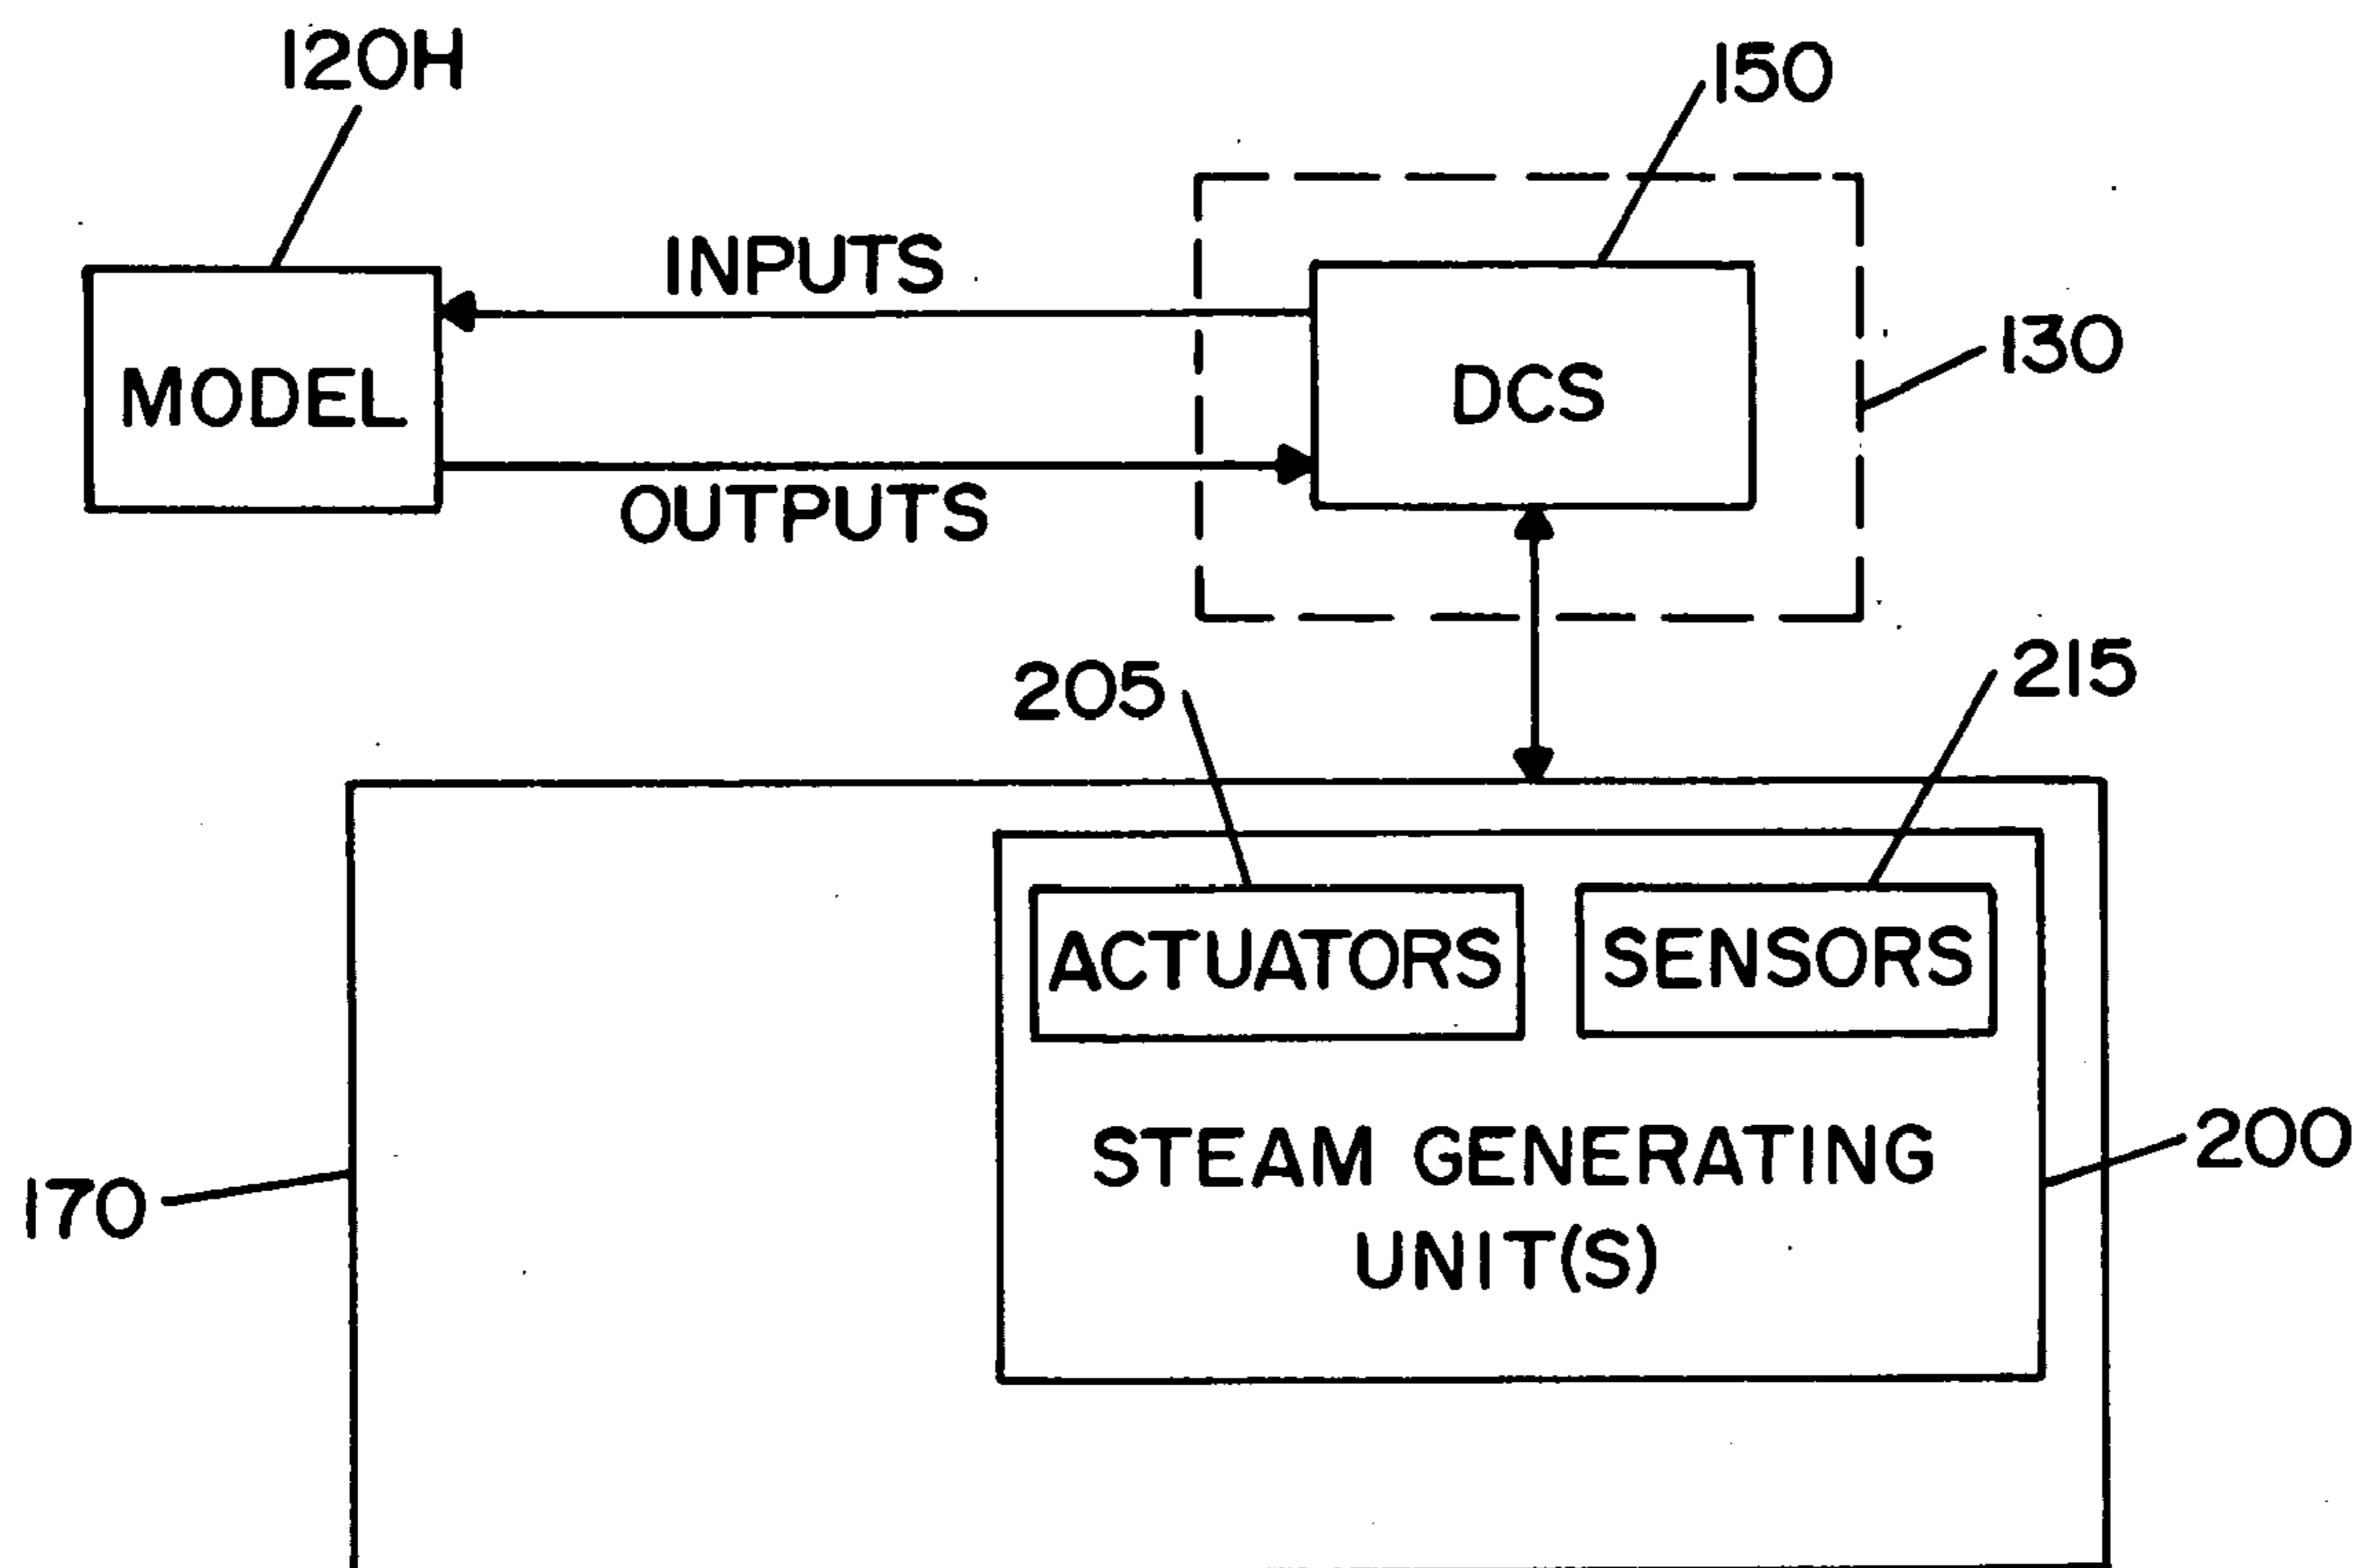 120H
150
INPUTS
130
MODEL
DCS
OUTPUTS
205
215
ACTUATORS
SENSORS
STEAM GENERATING
UNIT(S)
200
170